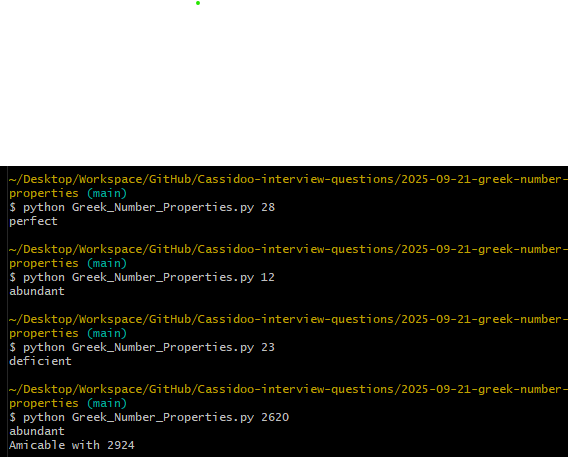 ~/Desktop/Workspace/GitHub/Cassidoo-interview-questions/2025-09-21-greek-number-
properties (main)
$ python Greek_Number_Properties.py 28
perfect
~/Desktop/Workspace/GitHub/Cassidoo-interview-questions/2025-09-21-greek-number-
properties (main)
$ python Greek_Number_Properties.py 12
abundant
~/Desktop/Workspace/GitHub/Cassidoo-interview-questions/2025-09-21-greek-number-
properties (main)
$ python Greek_Number_Properties.py 23
deficient
~/Desktop/Workspace/GitHub/Cassidoo-interview-questions/2025-09-21-greek-number-
properties (main)
$ python Greek_Number_Properties.py 2620
abundant
Amicable with 2924